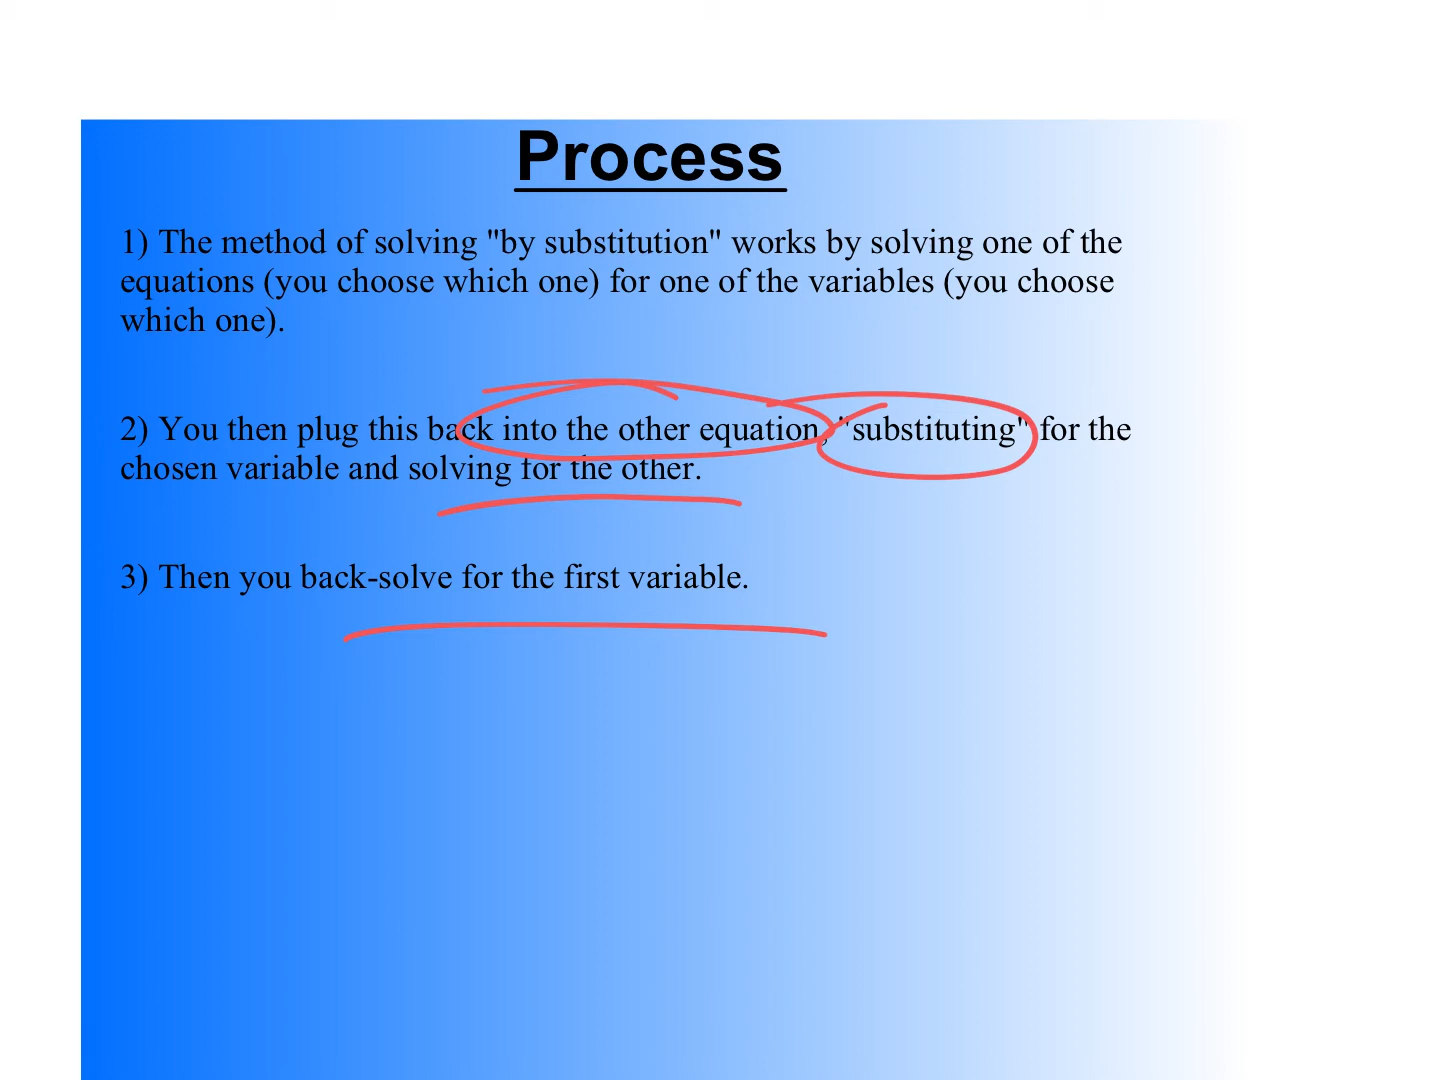 Process
1) The method of solving "by substitution" works by solving one of the
equations (you choose which one) for one of the variables (you choose
which one).
2) You then plug this back into the other equation, "substituting" for the
chosen variable and solving for the other.
3) Then you back-solve for the first variable.